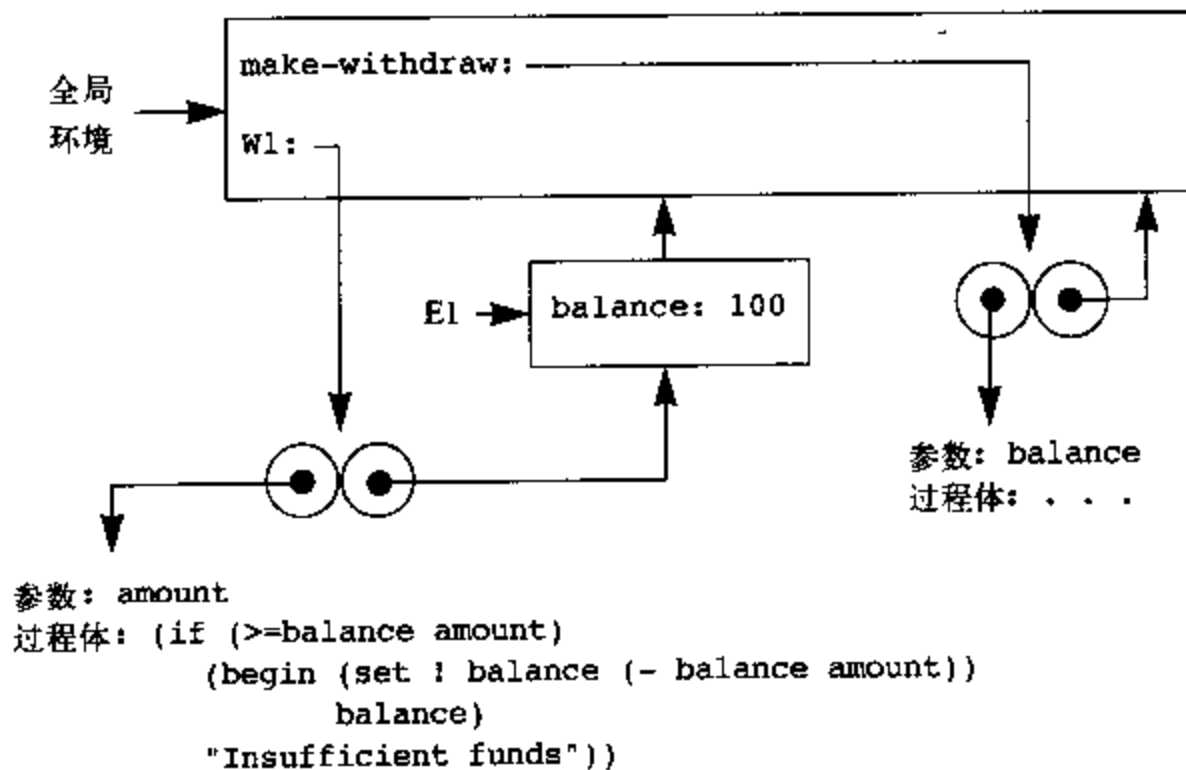 make-withdraw:
全局
环境
W1:
E1
balance: 100
参数: balance
过程体: . . .
参数: amount
过程体: (if (>=balance amount)
(begin (set ! balance (- balance amount))
balance)
"Insufficient funds"))